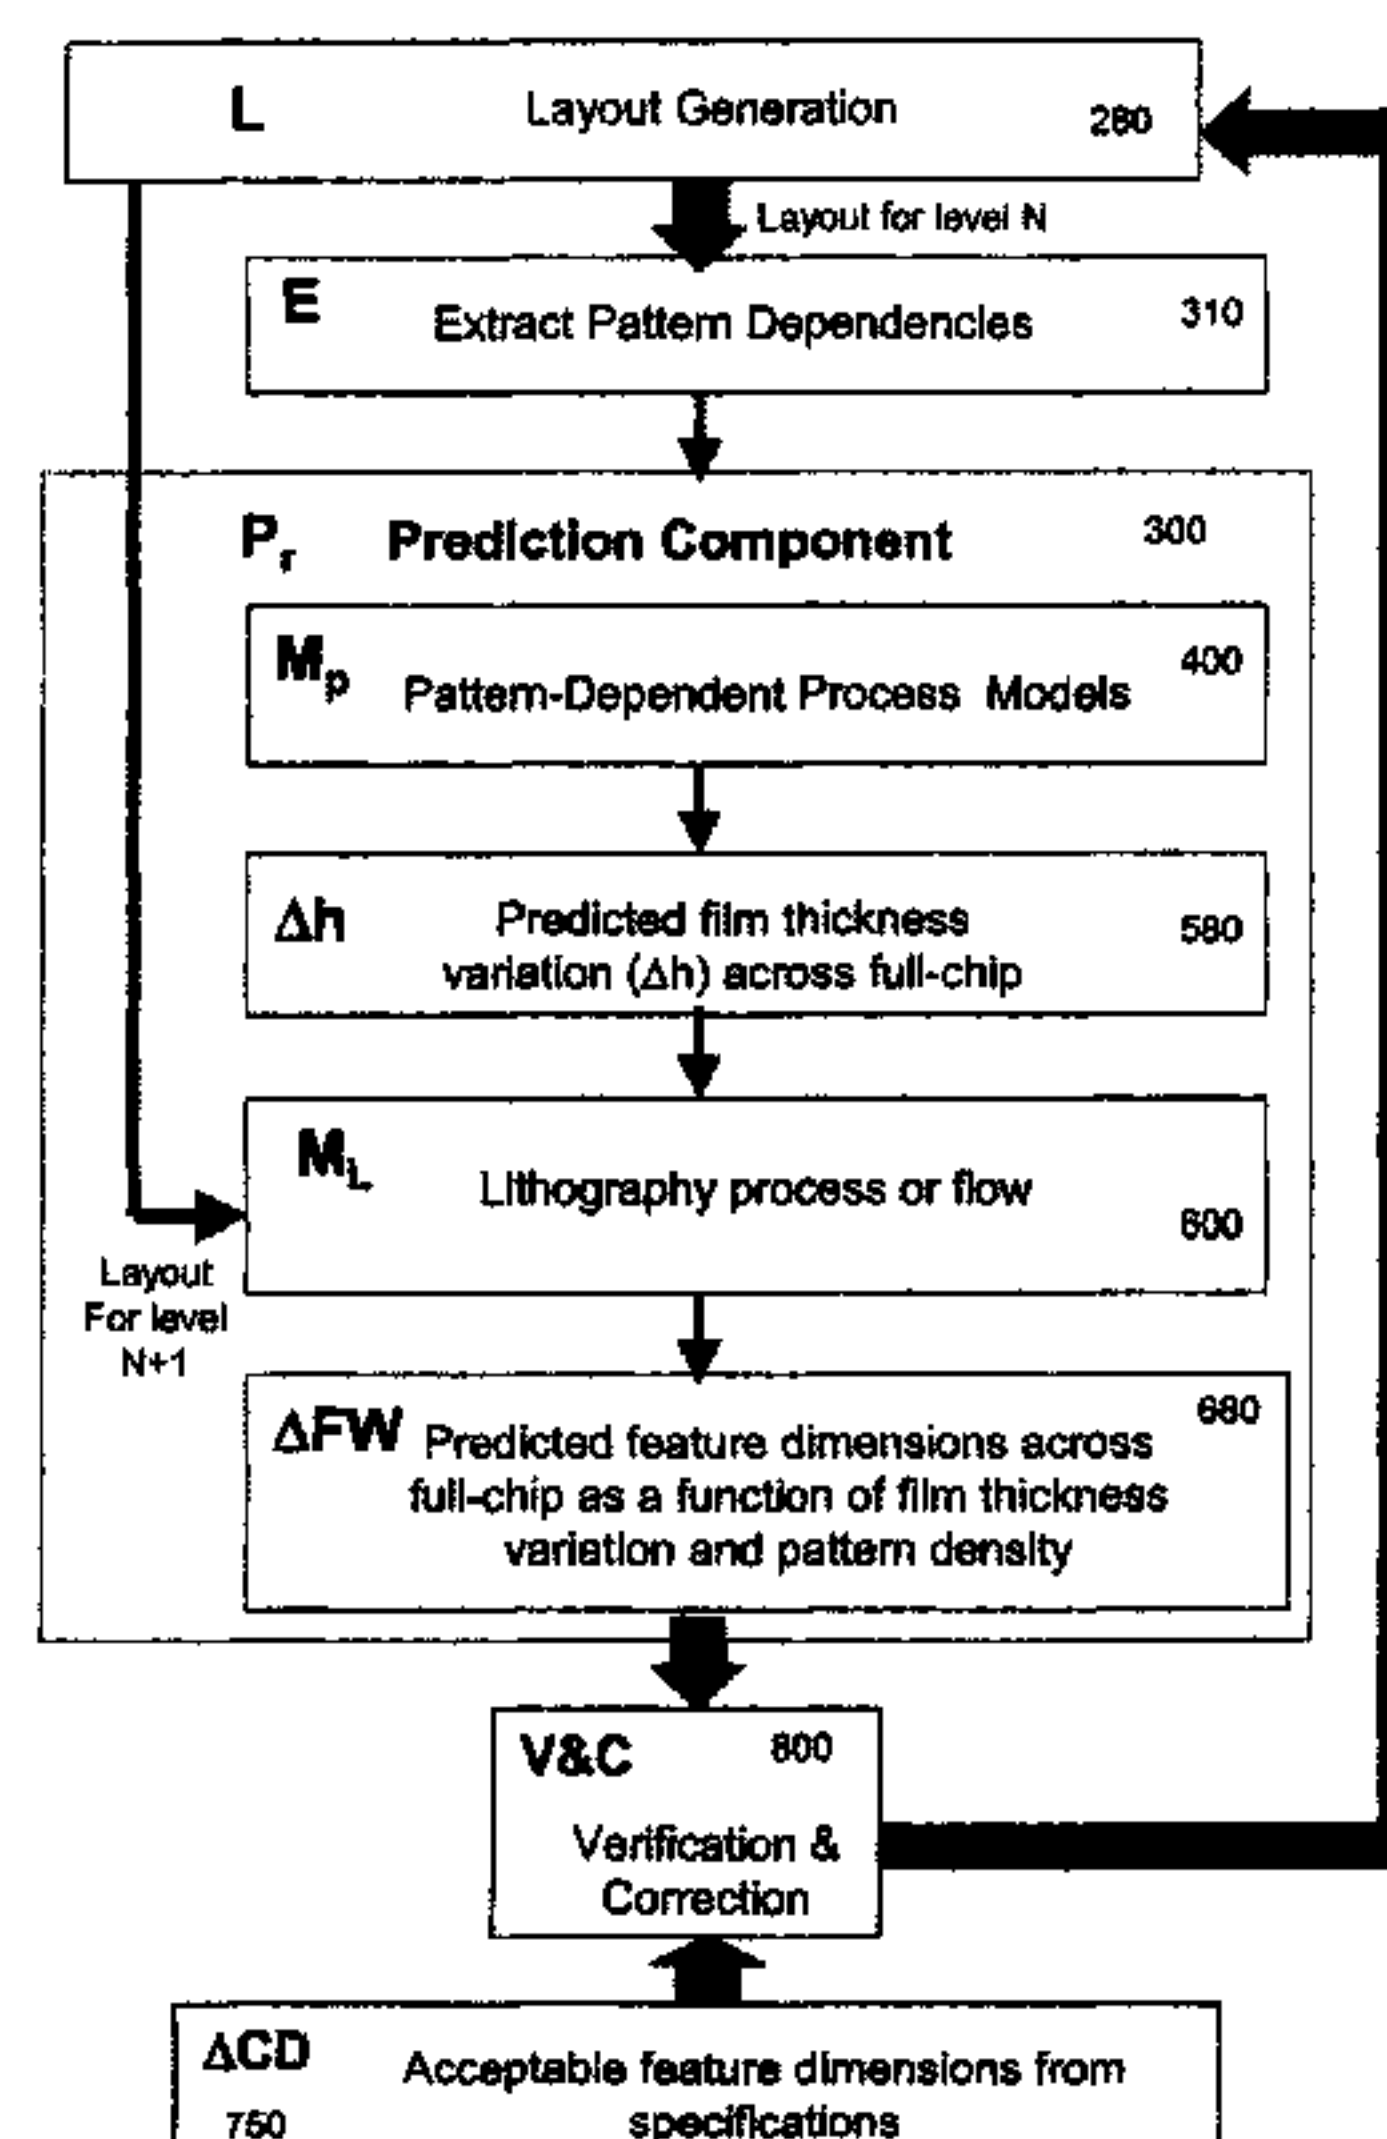 L Layout Generation 280
Layout for level N
E Extract Pattern Dependencies 310
Pr Prediction Component 300
Mp Pattern-Dependent Process Models 400
Δh Predicted film thickness 580
variation (Δh) across full-chip
ML Lithography process or flow 600
Layout
For level
N+1
ΔFW Predicted feature dimensions across 680
full-chip as a function of film thickness
variation and pattern density
V&C 800
Verification &
Correction
ΔCD Acceptable feature dimensions from
750 specifications